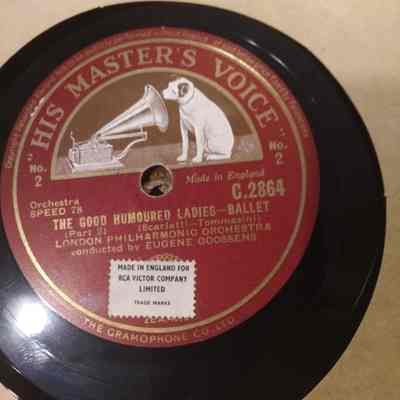 "HIS MASTER'S VOICE"
No. 2
No. 2
Made in England
Orchestra
SPEED 78
C.2864
THE GOOD HUMOURED LADIES—BALLET
(Scarlatti—Tommasini)
LONDON PHILHARMONIC ORCHESTRA
conducted by EUGENE GOOSSENS
MADE IN ENGLAND FOR
RCA VICTOR COMPANY
LIMITED
TRADE MARKS
THE GRAMOPHONE CO., LTD.